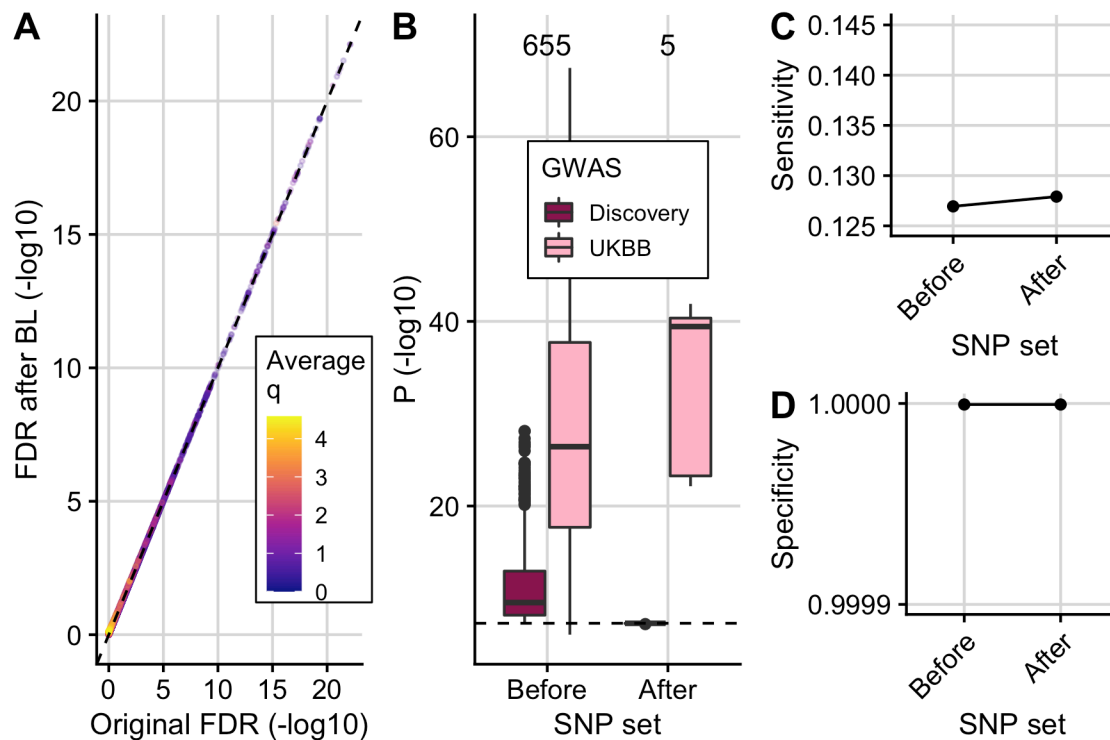 A
FDR after BL (-log10)
20
15
10
5
0
0 5 10 15 20
Original FDR (-log10)
Average
q
4
3
2
1
0
B
655 5
P (-log10)
60
40
20
GWAS
Discovery
UKBB
Before After
SNP set
C
Sensitivity
0.145
0.140
0.135
0.130
0.125
Before After
SNP set
D
Specificity
1.0000
0.9999
Before After
SNP set